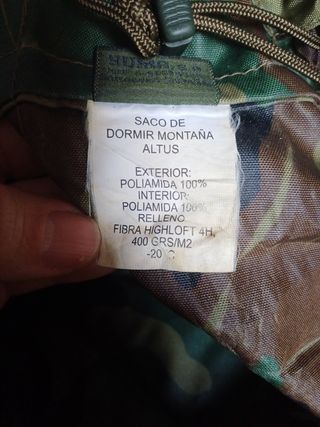 SACO DE
DORMIR MONTAÑA
ALTUS
EXTERIOR:
POLIAMIDA 100%
INTERIOR:
POLIAMIDA 100%
RELLENO
FIBRA HIGHLOFT 4H,
400 GRS/M2
-20 C